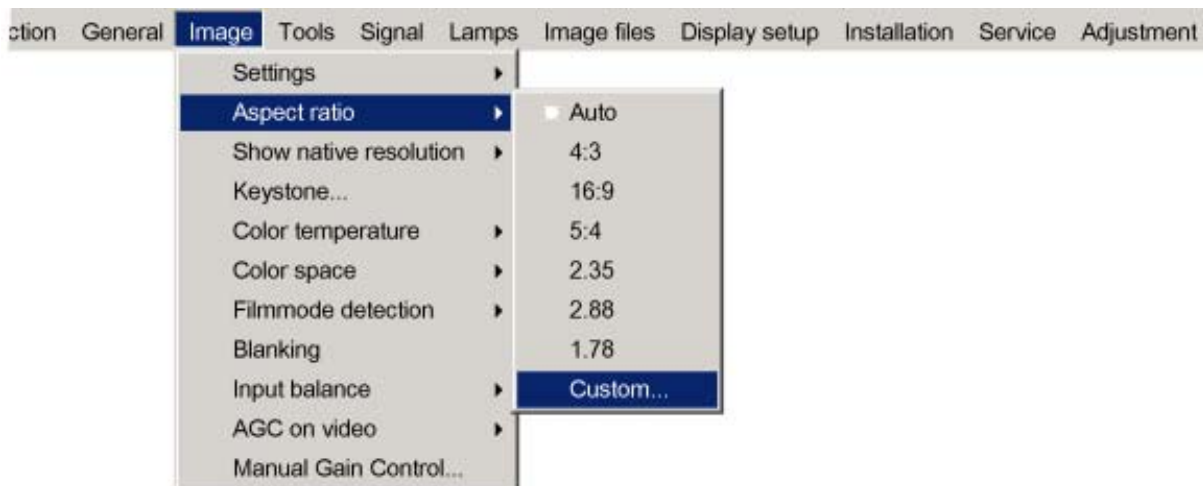 ction General Image Tools Signal Lamps Image files Display setup Installation Service Adjustment
Settings
Aspect ratio
Show native resolution
Keystone...
Color temperature
Color space
Filmmode detection
Blanking
Input balance
AGC on video
Manual Gain Control...
Auto
4:3
16:9
5:4
2.35
2.88
1.78
Custom...